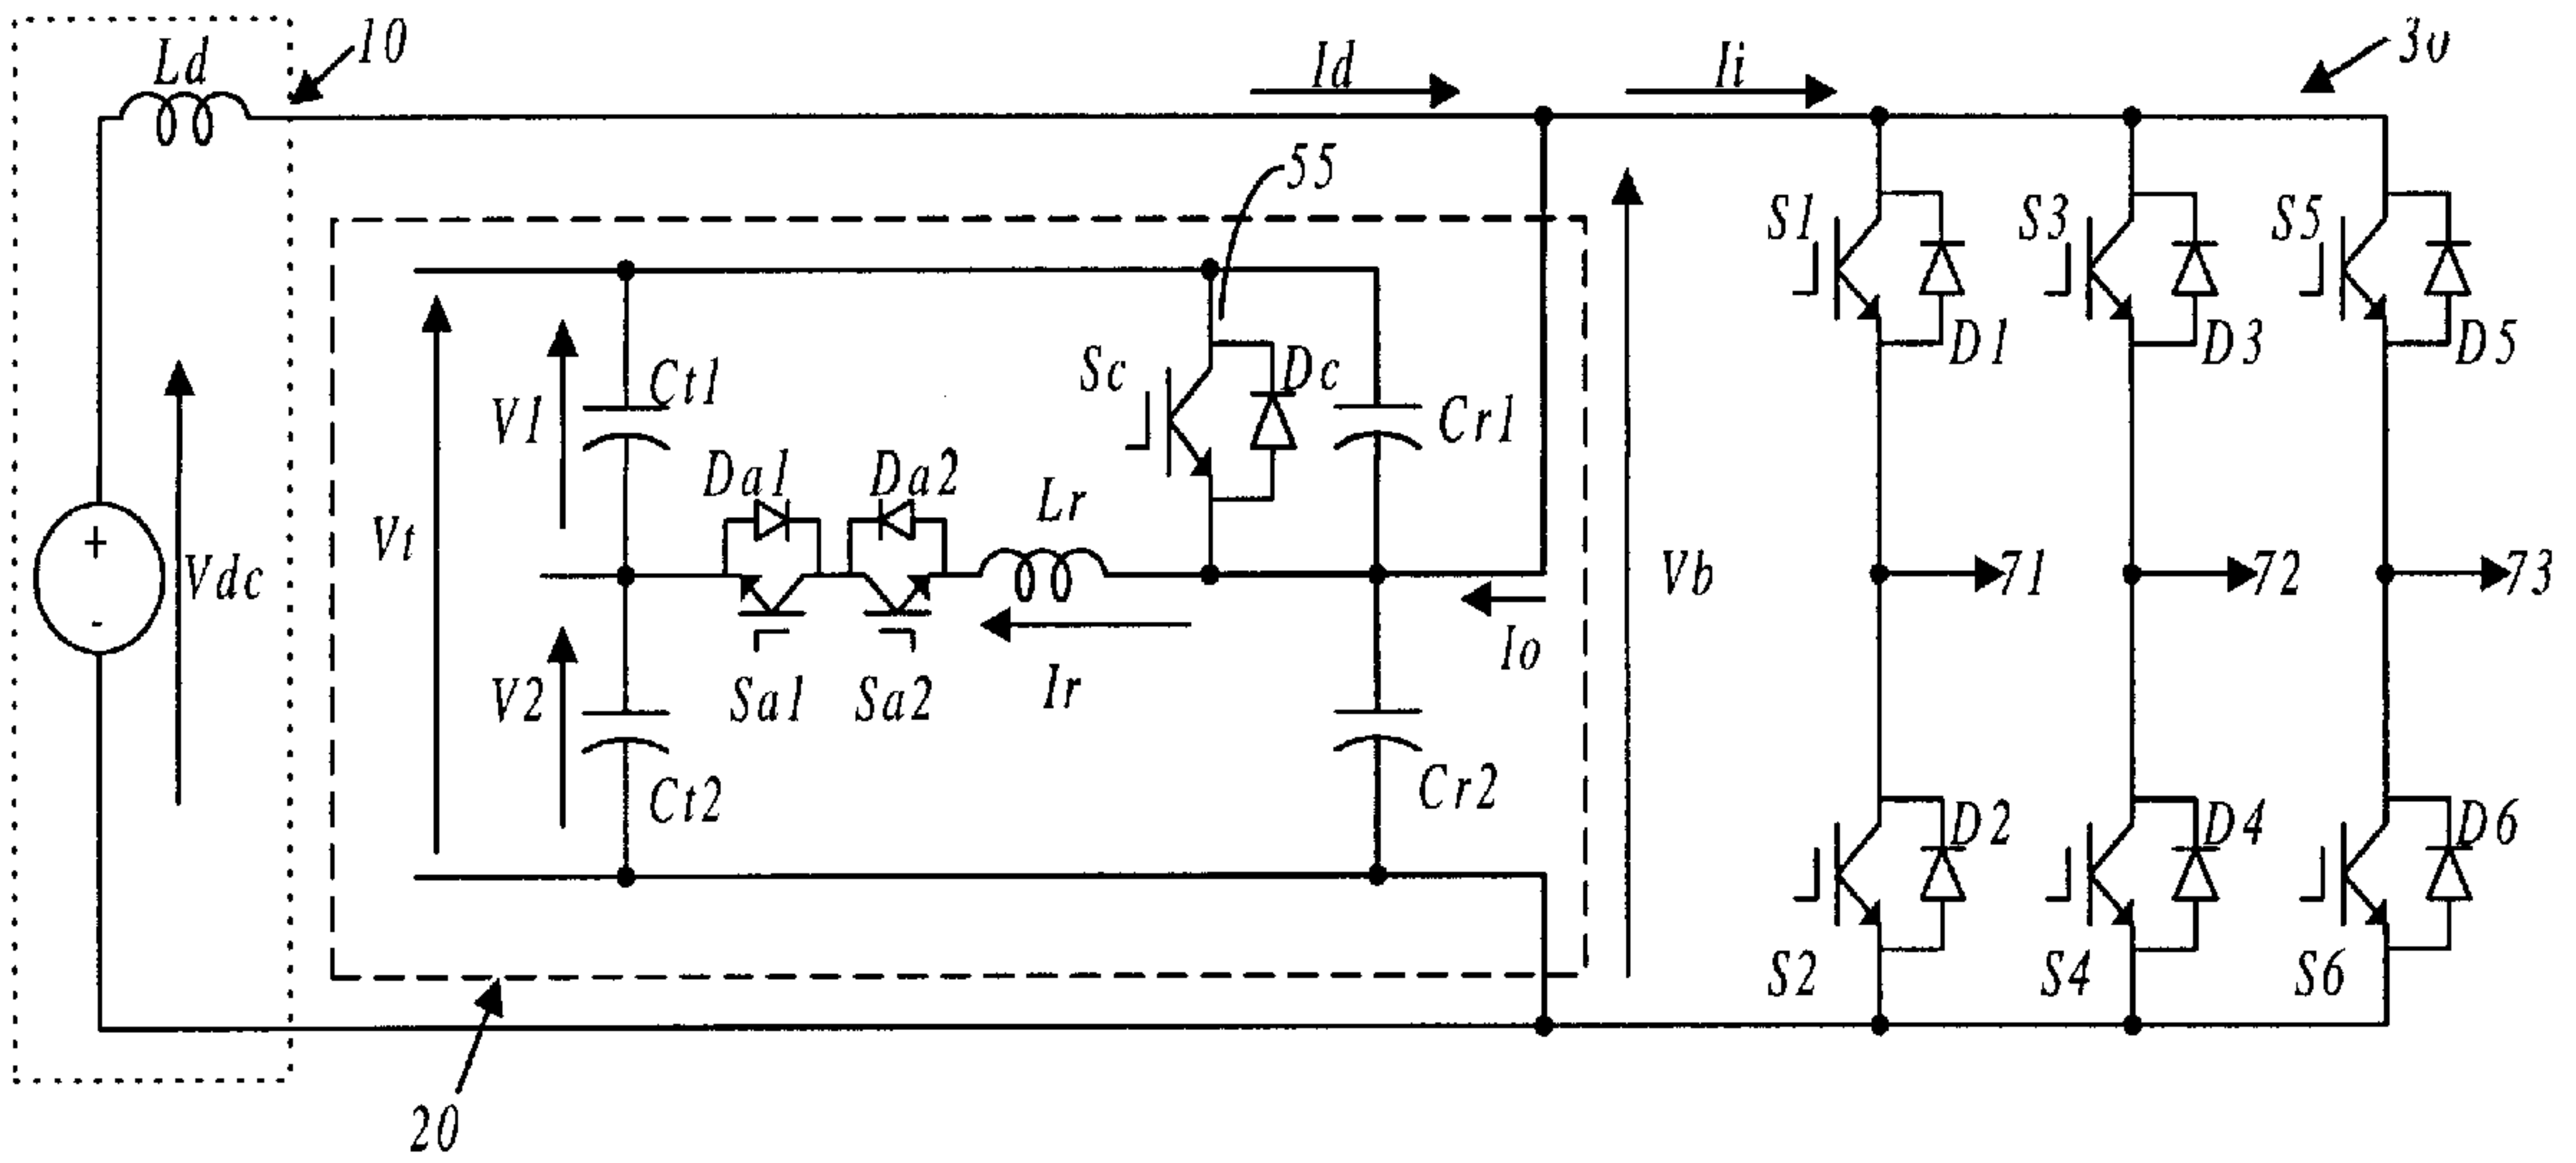 Ld
10
Id
Ii
30
55
S1
S3
S5
Ct1
Sc
Dc
D1
D3
D5
V1
Cr1
Da1
Da2
Lr
Vt
+
-
Vdc
Vb
71
72
73
Io
V2
Sa1
Sa2
Ir
Ct2
Cr2
D2
D4
D6
S2
S4
S6
20